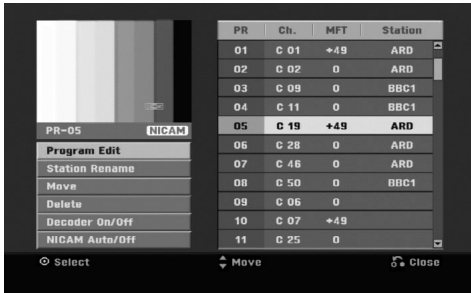 PR Ch. MFT Station
01 C 01 +49 ARD
02 C 02 0 ARD
03 C 09 0 BBC1
04 C 11 0 BBC1
05 C 19 +49 ARD
06 C 28 0 ARD
07 C 46 0 ARD
08 C 50 0 BBC1
09 C 06 0
10 C 07 +49
11 C 25 0
PR-05 NICAM
Program Edit
Station Rename
Move
Delete
Decoder On/Off
NICAM Auto/Off
Select Move Close